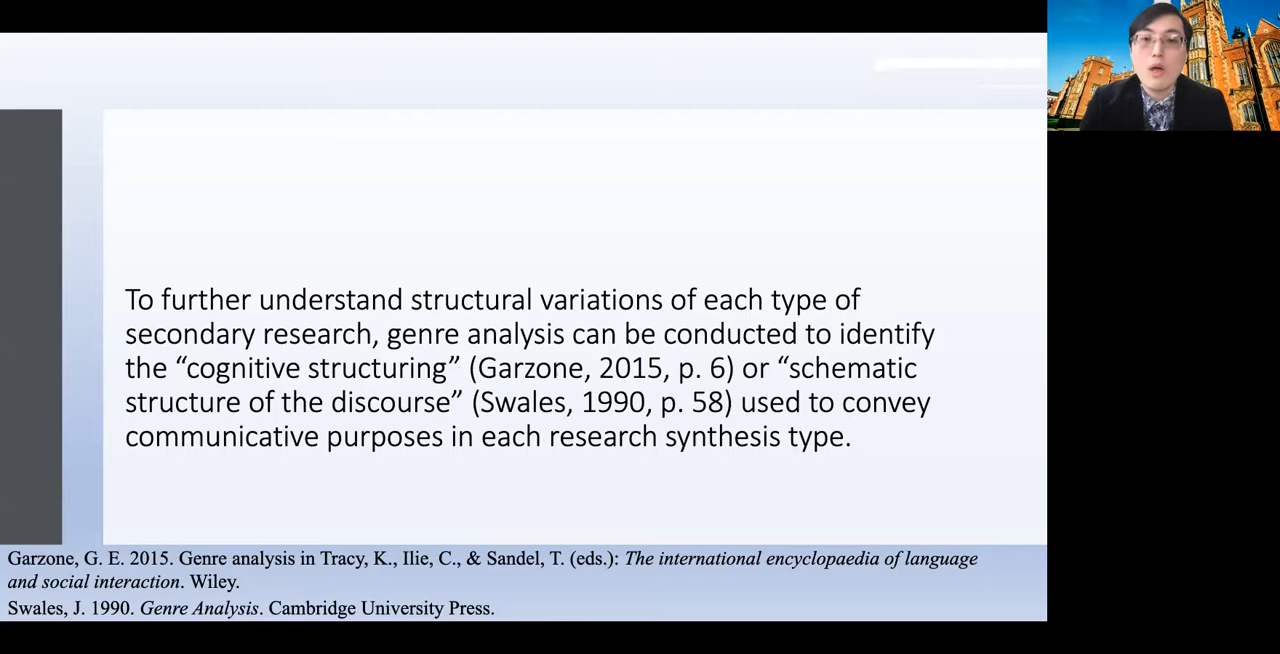 To further understand structural variations of each type of
secondary research, genre analysis can be conducted to identify
the “cognitive structuring” (Garzone, 2015, p. 6) or “schematic
structure of the discourse” (Swales, 1990, p. 58) used to convey
communicative purposes in each research synthesis type.
Garzone, G. E. 2015. Genre analysis in Tracy, K., Ilie, C., & Sandel, T. (eds.): The international encyclopaedia of language
and social interaction. Wiley.
Swales, J. 1990. Genre Analysis. Cambridge University Press.